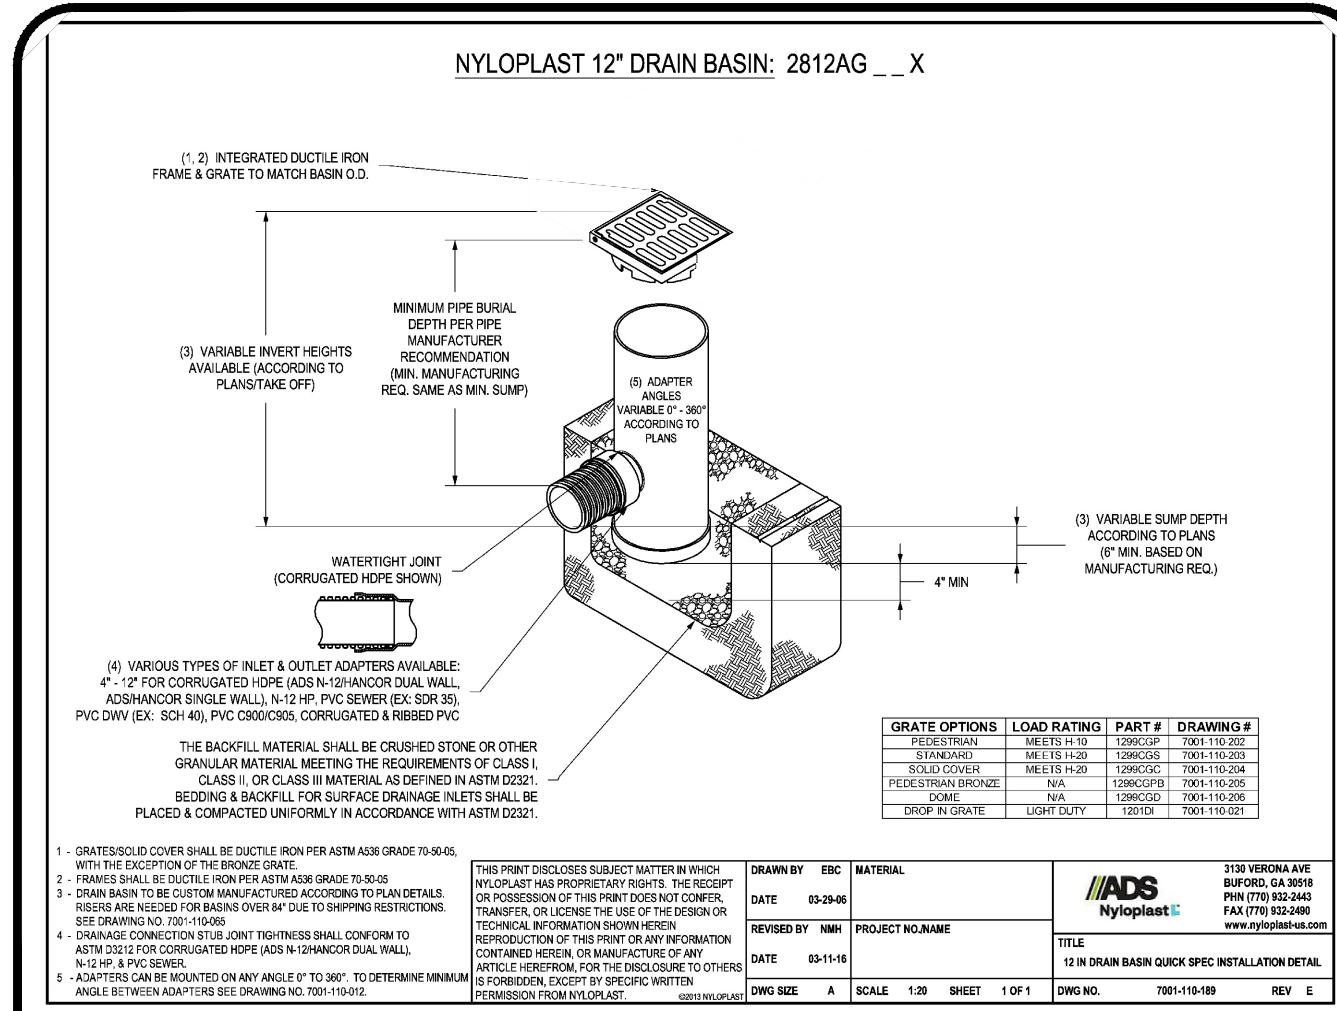 NYLOPLAST 12" DRAIN BASIN: 2812AG _ _ X
(1, 2) INTEGRATED DUCTILE IRON
FRAME & GRATE TO MATCH BASIN O.D.
MINIMUM PIPE BURIAL
DEPTH PER PIPE
MANUFACTURER
RECOMMENDATION
(MIN. MANUFACTURING
REQ. SAME AS MIN. SUMP)
(3) VARIABLE INVERT HEIGHTS
AVAILABLE (ACCORDING TO
PLANS/TAKE OFF)
(5) ADAPTER
ANGLES
VARIABLE 0° - 360°
ACCORDING TO
PLANS
(3) VARIABLE SUMP DEPTH
ACCORDING TO PLANS
(6" MIN. BASED ON
MANUFACTURING REQ.)
4" MIN
WATERTIGHT JOINT
(CORRUGATED HDPE SHOWN)
(4) VARIOUS TYPES OF INLET & OUTLET ADAPTERS AVAILABLE:
4" - 12" FOR CORRUGATED HDPE (ADS N-12/HANCOR DUAL WALL,
ADS/HANCOR SINGLE WALL), N-12 HP, PVC SEWER (EX: SDR 35),
PVC DWV (EX: SCH 40), PVC C900/C905, CORRUGATED & RIBBED PVC
THE BACKFILL MATERIAL SHALL BE CRUSHED STONE OR OTHER
GRANULAR MATERIAL MEETING THE REQUIREMENTS OF CLASS I,
CLASS II, OR CLASS III MATERIAL AS DEFINED IN ASTM D2321.
BEDDING & BACKFILL FOR SURFACE DRAINAGE INLETS SHALL BE
PLACED & COMPACTED UNIFORMLY IN ACCORDANCE WITH ASTM D2321.
GRATE OPTIONS LOAD RATING PART # DRAWING #
PEDESTRIAN MEETS H-10 1299CGP 7001-110-202
STANDARD MEETS H-20 1299CGS 7001-110-203
SOLID COVER MEETS H-20 1299CGC 7001-110-204
PEDESTRIAN BRONZE N/A 1299CGPB 7001-110-205
DOME N/A 1299CGD 7001-110-206
DROP IN GRATE LIGHT DUTY 1201DI 7001-110-021
1 - GRATES/SOLID COVER SHALL BE DUCTILE IRON PER ASTM A536 GRADE 70-50-05,
WITH THE EXCEPTION OF THE BRONZE GRATE.
2 - FRAMES SHALL BE DUCTILE IRON PER ASTM A536 GRADE 70-50-05
3 - DRAIN BASIN TO BE CUSTOM MANUFACTURED ACCORDING TO PLAN DETAILS.
RISERS ARE NEEDED FOR BASINS OVER 84" DUE TO SHIPPING RESTRICTIONS.
SEE DRAWING NO. 7001-110-065
4 - DRAINAGE CONNECTION STUB JOINT TIGHTNESS SHALL CONFORM TO
ASTM D3212 FOR CORRUGATED HDPE (ADS N-12/HANCOR DUAL WALL),
N-12 HP, & PVC SEWER.
5 - ADAPTERS CAN BE MOUNTED ON ANY ANGLE 0° TO 360°. TO DETERMINE MINIMUM
ANGLE BETWEEN ADAPTERS SEE DRAWING NO. 7001-110-012.
THIS PRINT DISCLOSES SUBJECT MATTER IN WHICH
NYLOPLAST HAS PROPRIETARY RIGHTS. THE RECEIPT
OR POSSESSION OF THIS PRINT DOES NOT CONFER,
TRANSFER, OR LICENSE THE USE OF THE DESIGN OR
TECHNICAL INFORMATION SHOWN HEREIN
REPRODUCTION OF THIS PRINT OR ANY INFORMATION
CONTAINED HEREIN, OR MANUFACTURE OF ANY
ARTICLE HEREFROM, FOR THE DISCLOSURE TO OTHERS
IS FORBIDDEN, EXCEPT BY SPECIFIC WRITTEN
PERMISSION FROM NYLOPLAST.
©2013 NYLOPLAST
DRAWN BY EBC
DATE 03-29-06
REVISED BY NMH
DATE 03-11-16
DWG SIZE A
MATERIAL
PROJECT NO./NAME
SCALE 1:20 SHEET 1 OF 1
ADS
Nyloplast
3130 VERONA AVE
BUFORD, GA 30518
PHN (770) 932-2443
FAX (770) 932-2490
www.nyloplast-us.com
TITLE
12 IN DRAIN BASIN QUICK SPEC INSTALLATION DETAIL
DWG NO. 7001-110-189 REV E